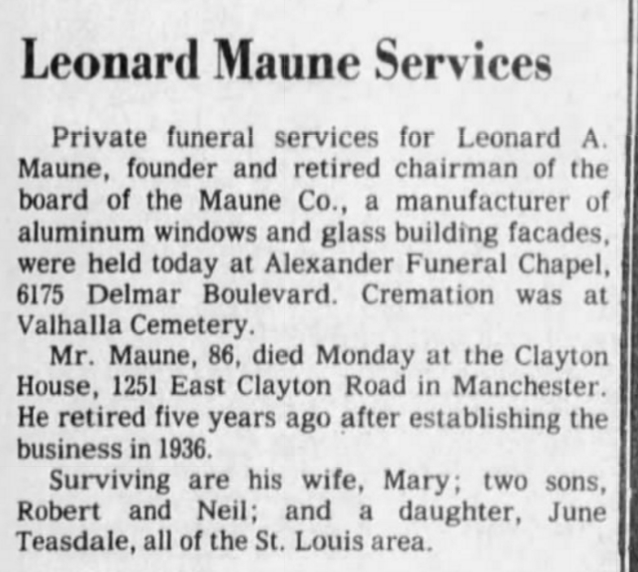 Leonard Maune Services
Private funeral services for Leonard A.
Maune, founder and retired chairman of the
board of the Maune Co., a manufacturer of
aluminum windows and glass building facades,
were held today at Alexander Funeral Chapel,
6175 Delmar Boulevard. Cremation was at
Valhalla Cemetery.
Mr. Maune, 86, died Monday at the Clayton
House, 1251 East Clayton Road in Manchester.
He retired five years ago after establishing the
business in 1936.
Surviving are his wife, Mary; two sons,
Robert and Neil; and a daughter, June
Teasdale, all of the St. Louis area.